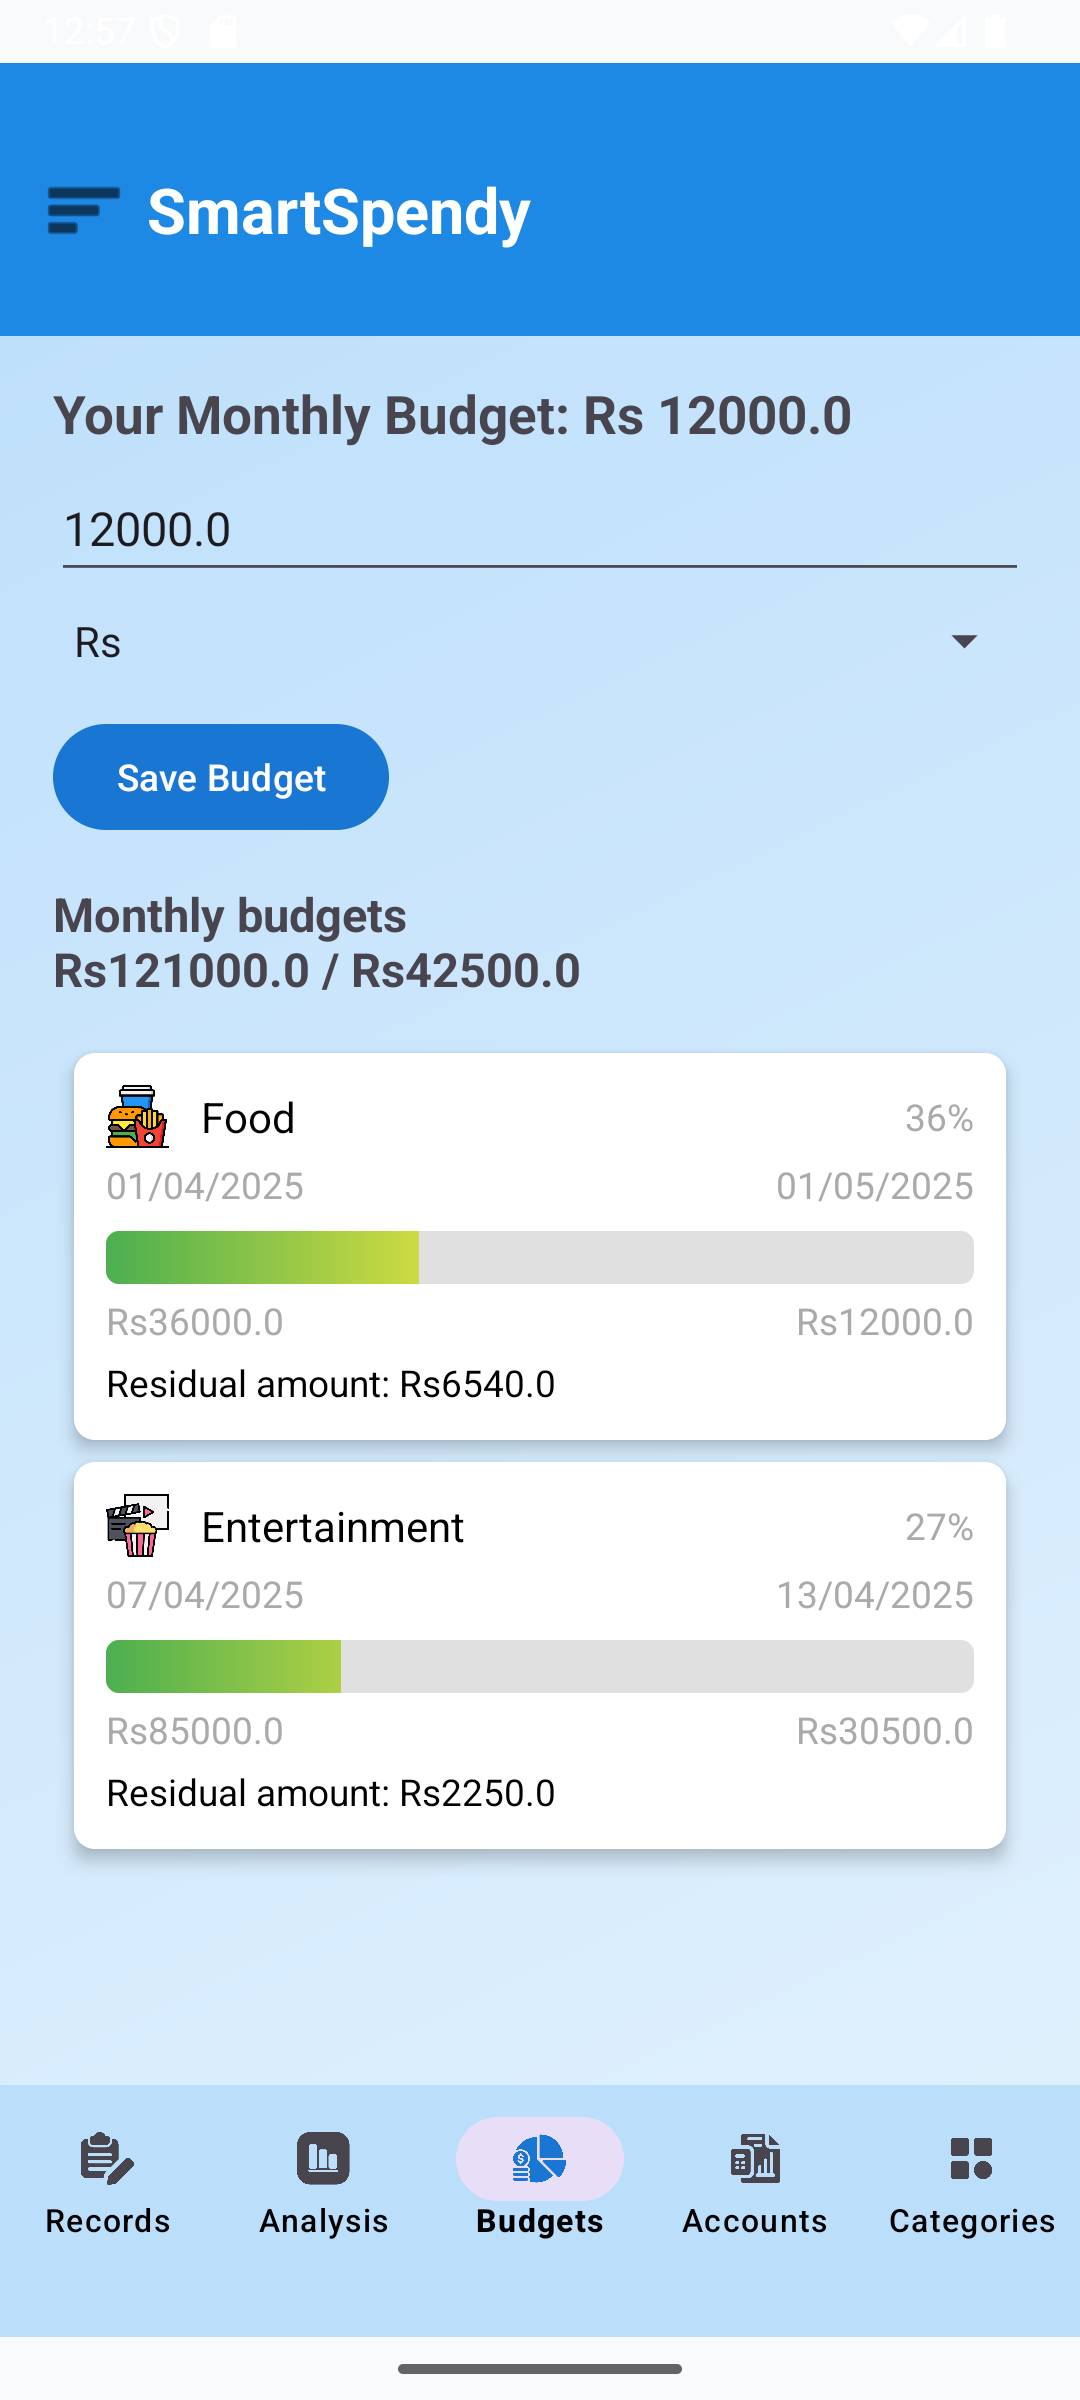 12:57
SmartSpendy
Your Monthly Budget: Rs 12000.0
12000.0
Rs
Save Budget
Monthly budgets
Rs121000.0 / Rs42500.0
Food 36%
01/04/2025 01/05/2025
Rs36000.0 Rs12000.0
Residual amount: Rs6540.0
Entertainment 27%
07/04/2025 13/04/2025
Rs85000.0 Rs30500.0
Residual amount: Rs2250.0
Records Analysis Budgets Accounts Categories